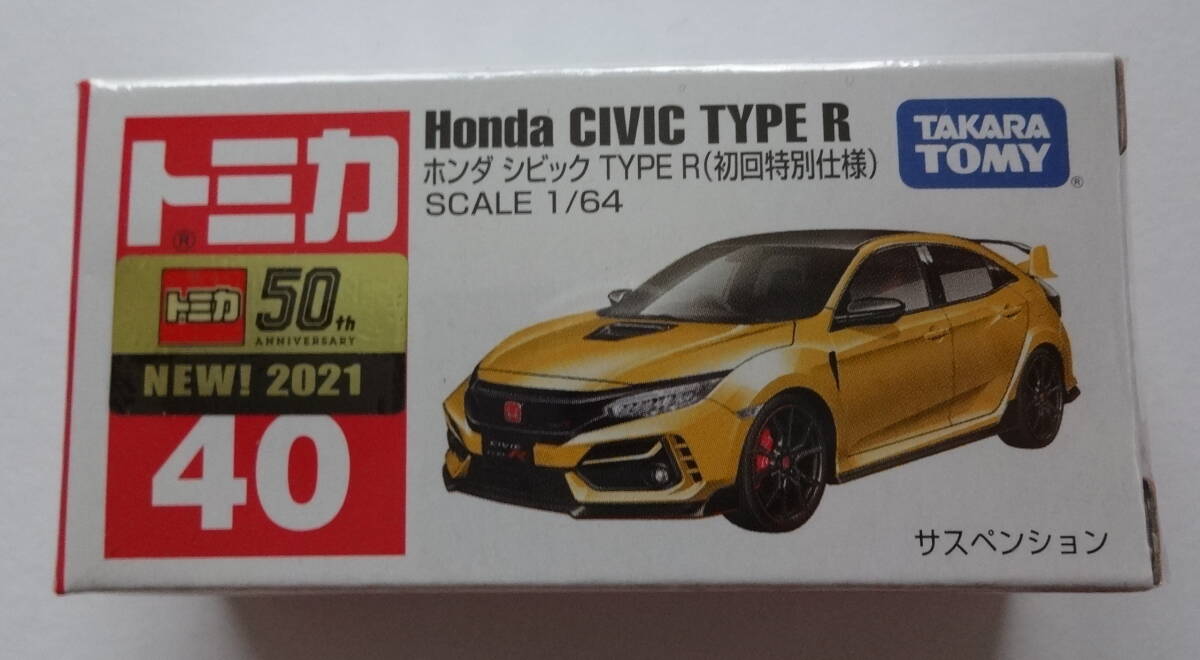 トミカ
®
トミカ 50th
ANNIVERSARY
NEW! 2021
40
Honda CIVIC TYPE R
ホンダ シビック TYPE R(初回特別仕様)
SCALE 1/64
TAKARA
TOMY
®
CIVIC
サスペンション